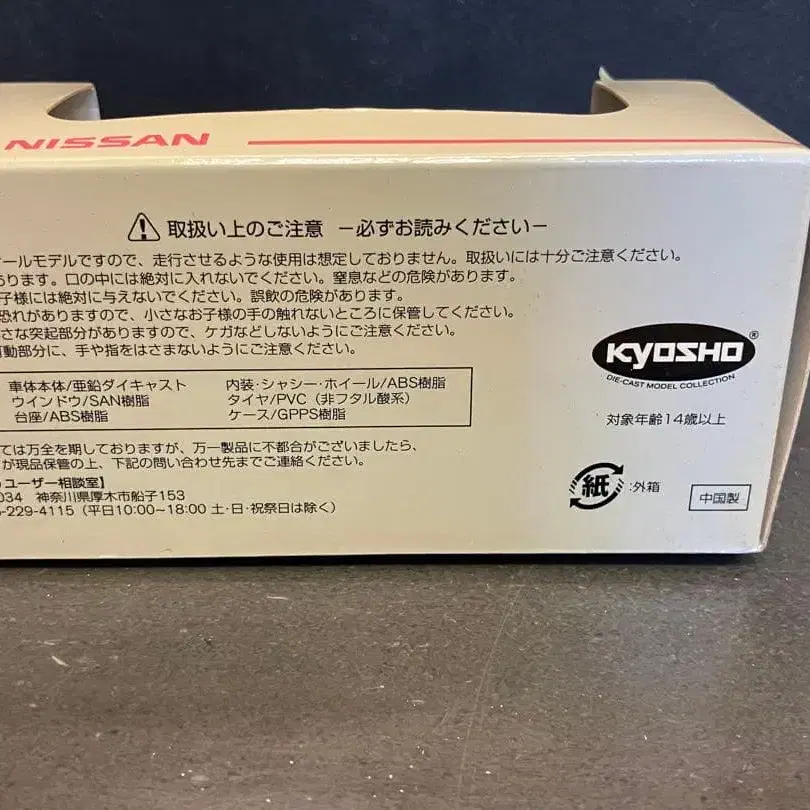 NISSAN
⚠ 取扱い上のご注意 －必ずお読みください－
ールモデルですので、走行させるような使用は想定しておりません。取扱いには十分ご注意ください。
あります。口の中には絶対に入れないでください。窒息などの危険があります。
子様には絶対に与えないでください。誤飲の危険があります。
恐れがありますので、小さなお子様の手の触れないところに保管してください。
さな突起部分がありますので、ケガなどしないようにご注意ください。
動部分に、手や指をはさまないようにご注意ください。
車体本体/亜鉛ダイキャスト 内装・シャシー・ホイール/ABS樹脂
ウインドウ/SAN樹脂 タイヤ/PVC（非フタル酸系）
台座/ABS樹脂 ケース/GPPS樹脂
ては万全を期しておりますが、万一製品に不都合がございましたら、
が現品保管の上、下記の問い合わせ先までご連絡ください。
ユーザー相談室】
034 神奈川県厚木市船子153
-229-4115（平日10:00~18:00 土・日・祝祭日は除く）
KYOSHO®
DIE-CAST MODEL COLLECTION
対象年齢14歳以上
紙:外箱
中国製